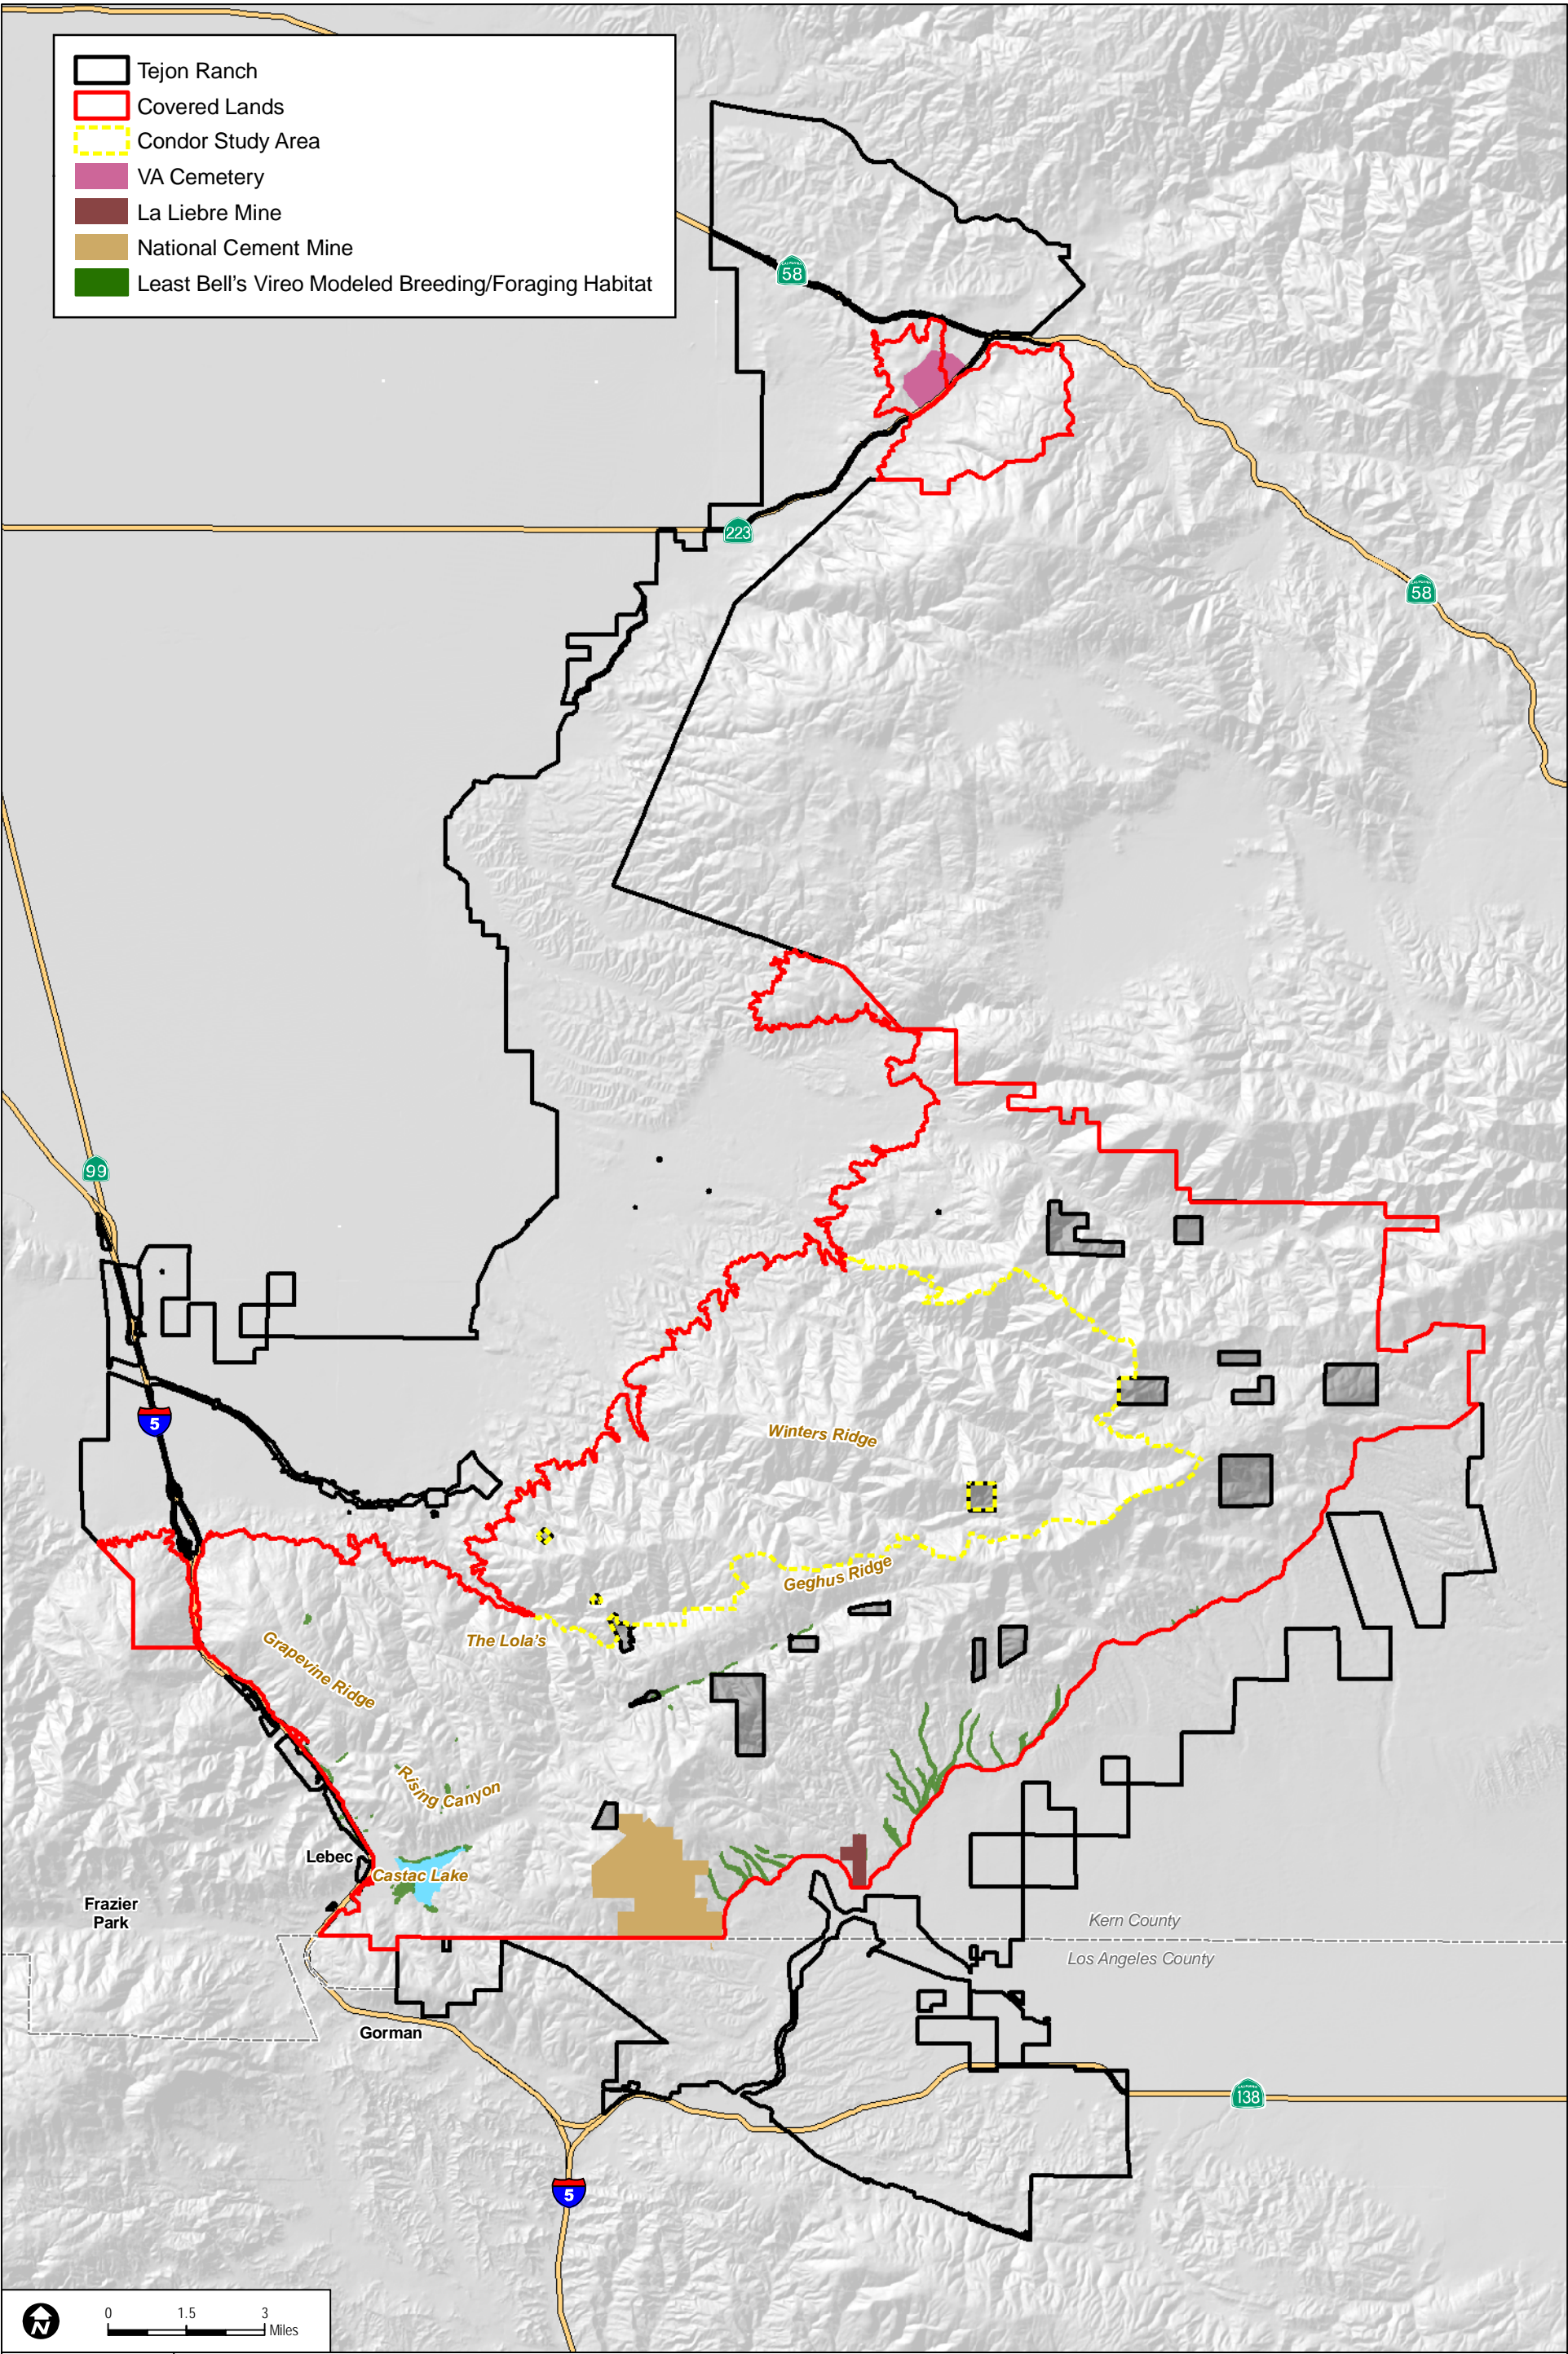 Tejon Ranch
Covered Lands
Condor Study Area
VA Cemetery
La Liebre Mine
National Cement Mine
Least Bell's Vireo Modeled Breeding/Foraging Habitat
58
223
58
99
5
Winters Ridge
Geghus Ridge
The Lola's
Grapevine Ridge
Rising Canyon
Lebec
Castac Lake
Frazier
Park
Kern County
Los Angeles County
Gorman
138
5
N
0 1.5 3
Miles